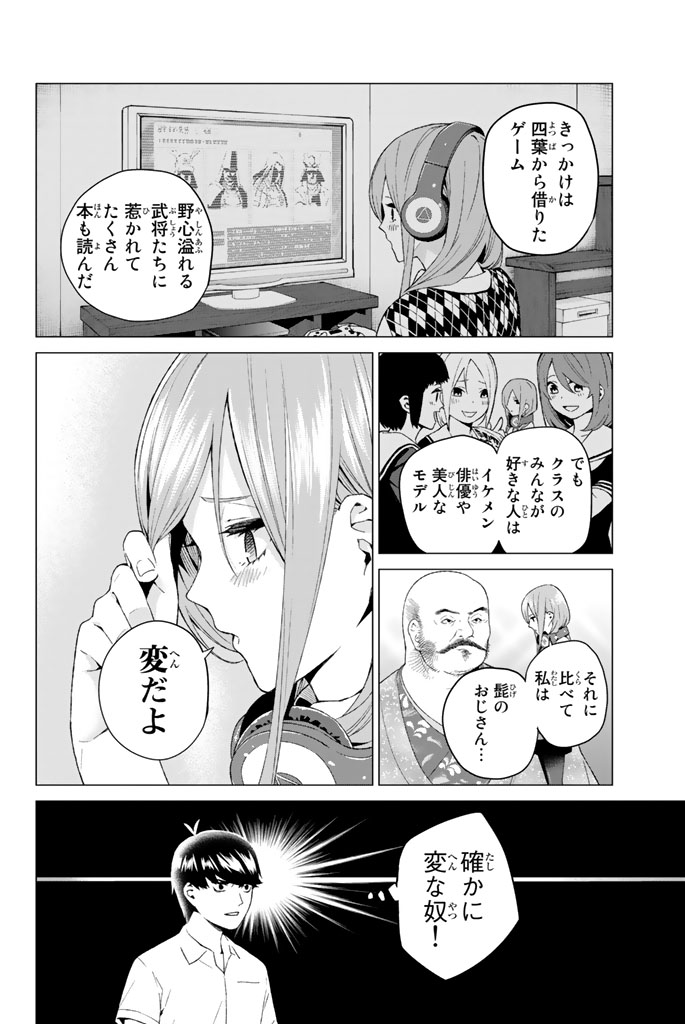 きっかけは
四葉から借りた
ゲーム
野心溢れる
武将たちに
惹かれて
たくさん
本も読んだ
でも
クラスの
みんなが
好きな人は
イケメン
俳優や
美人な
モデル
それに
比べて
私は
髭の
おじさん…
変だよ
確かに
変な奴!